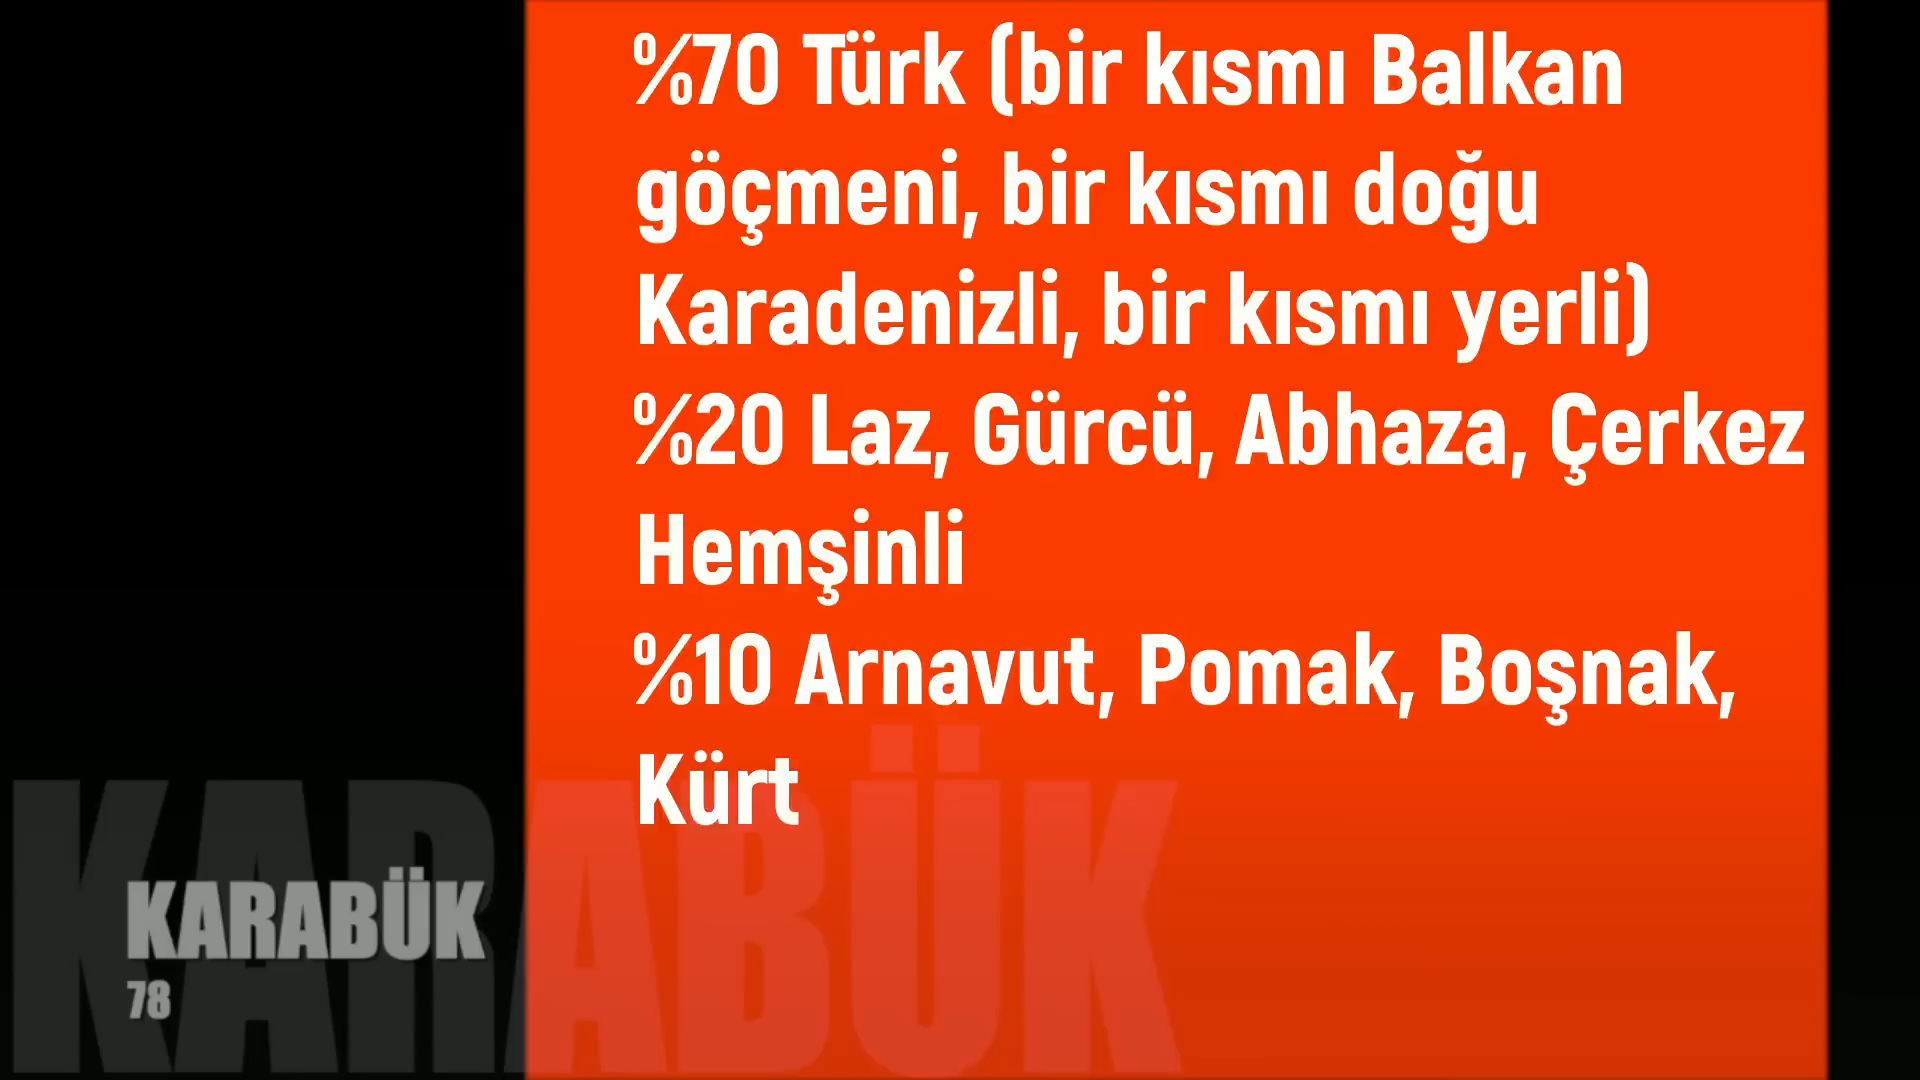 %70 Türk (bir kısmı Balkan
göçmeni, bir kısmı doğu
Karadenizli, bir kısmı yerli)
%20 Laz, Gürcü, Abhaza, Çerkez
Hemşinli
%10 Arnavut, Pomak, Boşnak,
Kürt
KARABÜK
KARABÜK
78